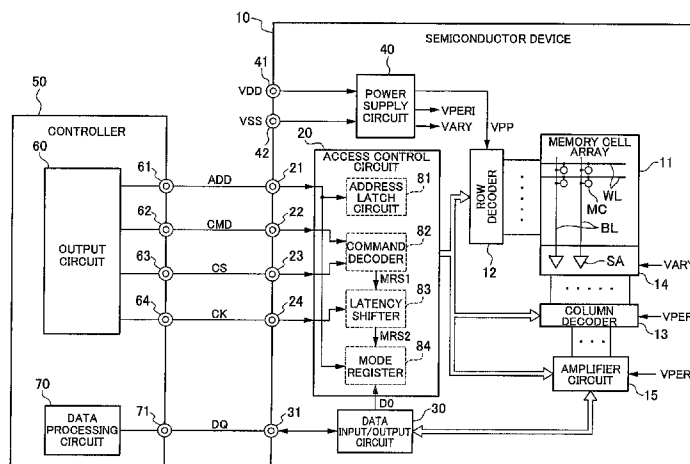 10
SEMICONDUCTOR DEVICE
41
40
50
VDD
POWER
SUPPLY
CIRCUIT
VPERI
VARY
VPP
VSS
42
CONTROLLER
60
OUTPUT
CIRCUIT
61
ADD
21
62
CMD
22
63
CS
23
64
CK
24
20
ACCESS CONTROL
CIRCUIT
81
ADDRESS
LATCH
CIRCUIT
82
COMMAND
DECODER
MRS1
83
LATENCY
SHIFTER
MRS2
84
MODE
REGISTER
ROW
DECODER
12
MEMORY CELL
ARRAY
11
WL
MC
BL
SA
VARY
14
COLUMN
DECODER
VPER
13
AMPLIFIER
CIRCUIT
VPER
15
70
DATA
PROCESSING
CIRCUIT
71
DQ
31
DQ
30
DATA
INPUT/OUTPUT
CIRCUIT